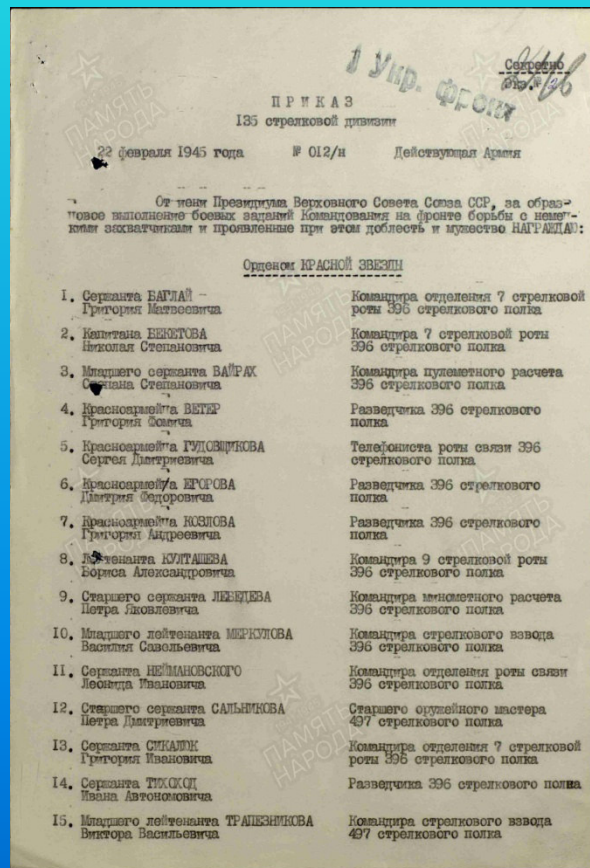 Секретно
Экз.№ 2
1 Укр. фронт
ПРИКАЗ
135 стрелковой дивизии
22 февраля 1945 года № 012/н Действующая Армия
От имени Президиума Верховного Совета Союза ССР, за образ-
цовое выполнение боевых заданий Командования на фронте борьбы с немец-
кими захватчиками и проявленные при этом доблесть и мужество НАГРАЖДАЮ:
Орденом КРАСНОЙ ЗВЕЗДЫ
1. Сержанта БАГЛАЙ Командира отделения 7 стрелковой
Григория Матвеевича роты 396 стрелкового полка
2. Капитана БЕКЕТОВА Командира 7 стрелковой роты
Николая Степановича 396 стрелкового полка
3. Младшего сержанта ВАЙРАХ Командира пулеметного расчета
Степана Степановича 396 стрелкового полка
4. Красноармейца ВЕТЕР Разведчика 396 стрелкового
Григория Фомича полка
5. Красноармейца ГУДОВЩИКОВА Телефониста роты связи 396
Сергея Дмитриевича стрелкового полка
6. Красноармейца ЕГОРОВА Разведчика 396 стрелкового
Дмитрия Федоровича полка
7. Красноармейца КОЗЛОВА Разведчика 396 стрелкового
Григория Андреевича полка
8. Лейтенанта КУЛТАШЕВА Командира 9 стрелковой роты
Бориса Александровича 396 стрелкового полка
9. Старшего сержанта ЛЕБЕДЕВА Командира минометного расчета
Петра Яковлевича 396 стрелкового полка
10. Младшего лейтенанта МЕРКУЛОВА Командира стрелкового взвода
Василия Савельевича 396 стрелкового полка
11. Сержанта НЕЙМАНОВСКОГО Командира отделения роты связи
Леонида Ивановича 396 стрелкового полка
12. Старшего сержанта САЛЬНИКОВА Старшего оружейного мастера
Петра Дмитриевича 497 стрелкового полка
13. Сержанта СИКАЛЮК Командира отделения 7 стрелковой
Григория Ивановича роты 396 стрелкового полка
14. Сержанта ТИХОХОД Разведчика 396 стрелкового полка
Ивана Автономовича
15. Младшего лейтенанта ТРАПЕЗНИКОВА Командира стрелкового взвода
Виктора Васильевича 497 стрелкового полка
ПАМЯТЬ
НАРОДА